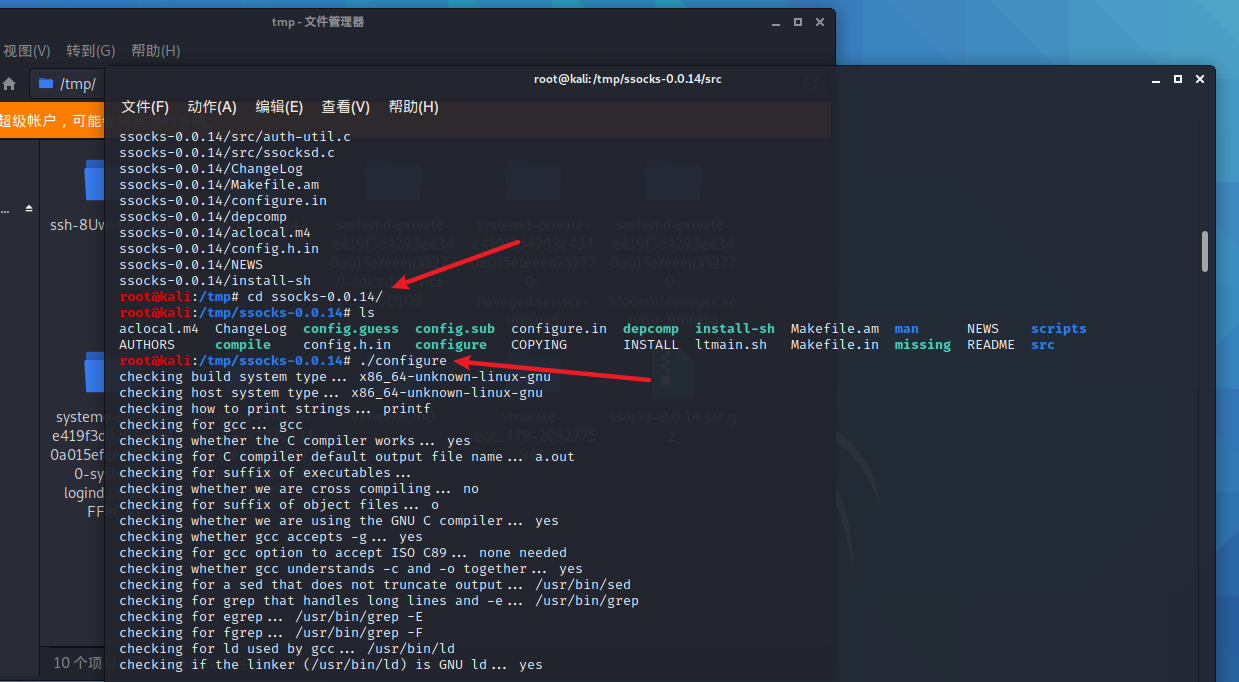 tmp - 文件管理器
视图(V) 转到(G) 帮助(H)
/tmp/
超级帐户，可能
ssh-8Uw
systemd
e419f3c
0a015ef
0-sys
logind
10 个项
root@kali: /tmp/ssocks-0.0.14/src
文件(F) 动作(A) 编辑(E) 查看(V) 帮助(H)
ssocks-0.0.14/src/auth-util.c
ssocks-0.0.14/src/ssocksd.c
ssocks-0.0.14/ChangeLog
ssocks-0.0.14/Makefile.am
ssocks-0.0.14/configure.in
ssocks-0.0.14/depcomp
ssocks-0.0.14/aclocal.m4
ssocks-0.0.14/config.h.in
ssocks-0.0.14/NEWS
ssocks-0.0.14/install-sh
root@kali:/tmp# cd ssocks-0.0.14/
root@kali:/tmp/ssocks-0.0.14# ls
aclocal.m4 ChangeLog config.guess config.sub configure.in depcomp install-sh Makefile.am man NEWS scripts
AUTHORS compile config.h.in configure COPYING INSTALL ltmain.sh Makefile.in missing README src
root@kali:/tmp/ssocks-0.0.14# ./configure
checking build system type... x86_64-unknown-linux-gnu
checking host system type... x86_64-unknown-linux-gnu
checking how to print strings... printf
checking for gcc... gcc
checking whether the C compiler works... yes
checking for C compiler default output file name... a.out
checking for suffix of executables...
checking whether we are cross compiling... no
checking for suffix of object files... o
checking whether we are using the GNU C compiler... yes
checking whether gcc accepts -g... yes
checking for gcc option to accept ISO C89... none needed
checking whether gcc understands -c and -o together... yes
checking for a sed that does not truncate output... /usr/bin/sed
checking for grep that handles long lines and -e... /usr/bin/grep
checking for egrep... /usr/bin/grep -E
checking for fgrep... /usr/bin/grep -F
checking for ld used by gcc... /usr/bin/ld
checking if the linker (/usr/bin/ld) is GNU ld... yes